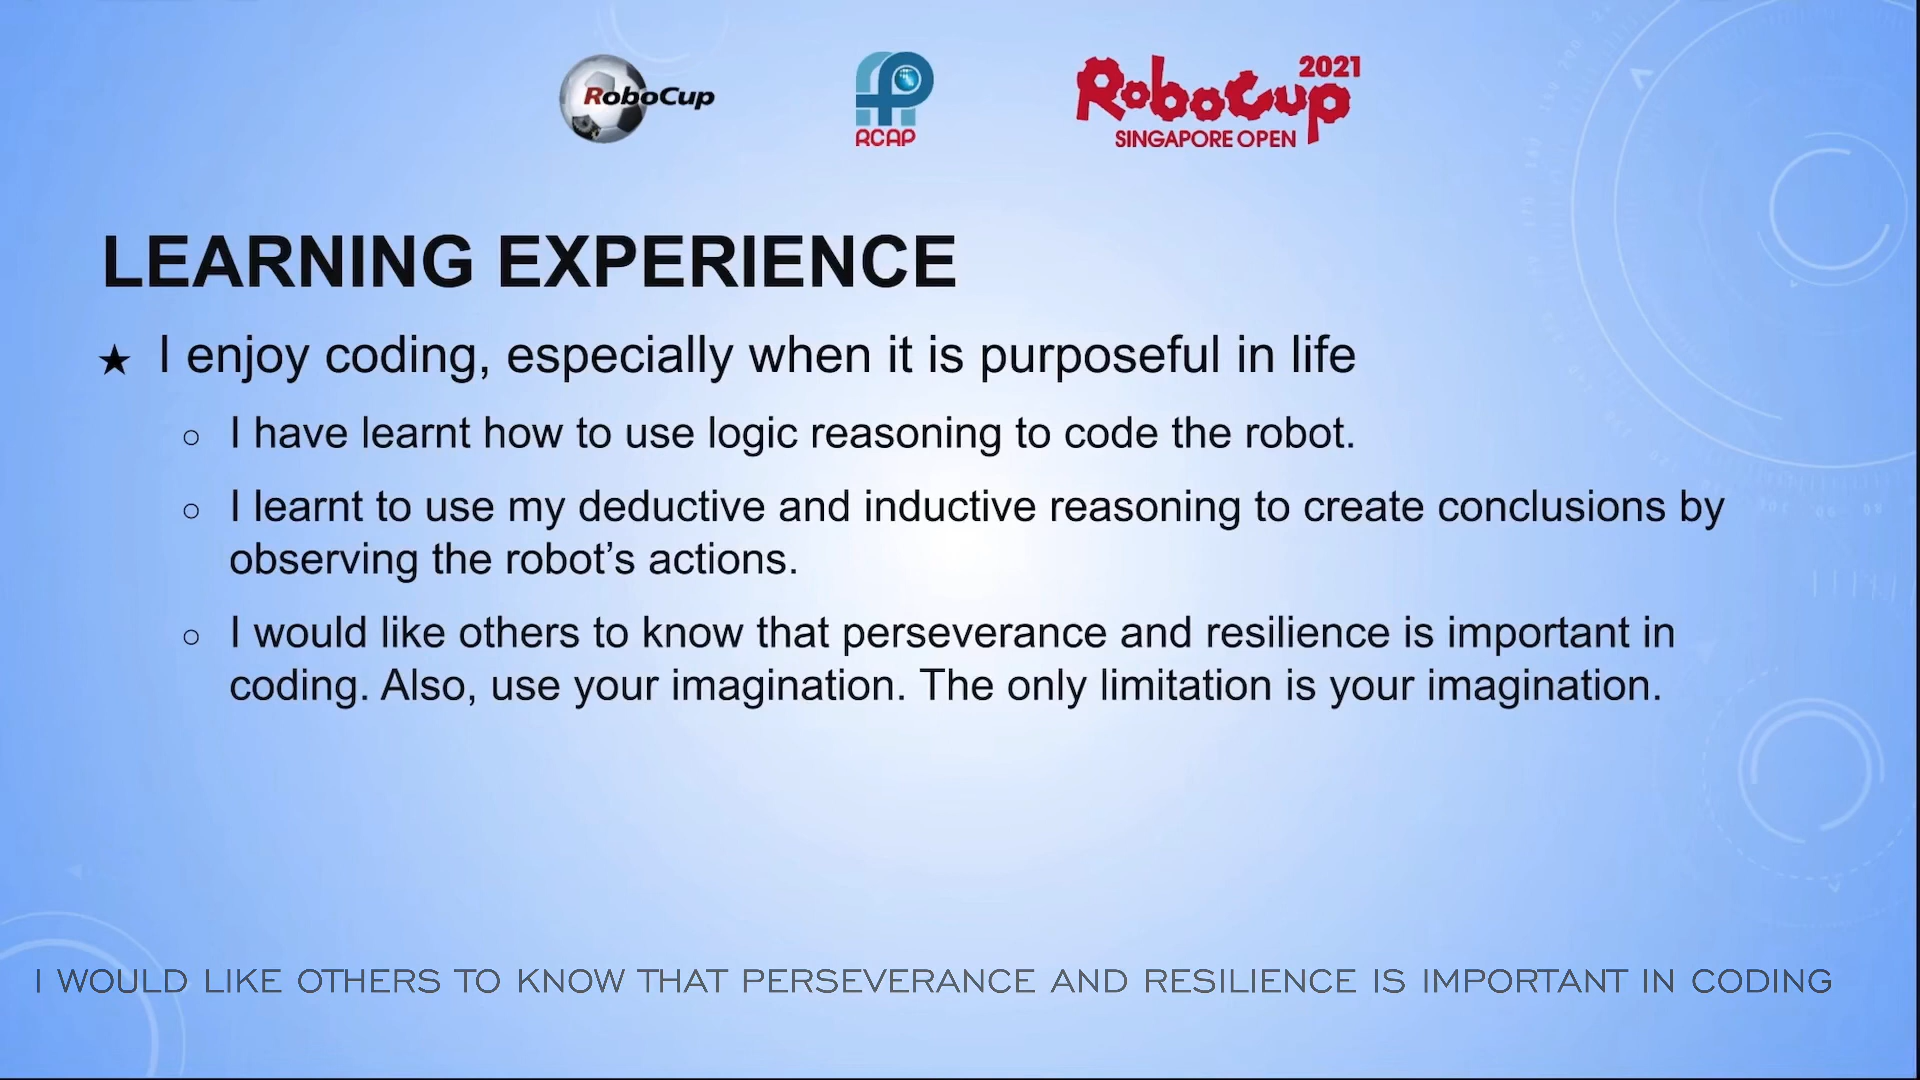 RoboCup
RCAP
2021
RoboCup
SINGAPORE OPEN
LEARNING EXPERIENCE
★ I enjoy coding, especially when it is purposeful in life
○ I have learnt how to use logic reasoning to code the robot.
○ I learnt to use my deductive and inductive reasoning to create conclusions by
observing the robot’s actions.
○ I would like others to know that perseverance and resilience is important in
coding. Also, use your imagination. The only limitation is your imagination.
I WOULD LIKE OTHERS TO KNOW THAT PERSEVERANCE AND RESILIENCE IS IMPORTANT IN CODING